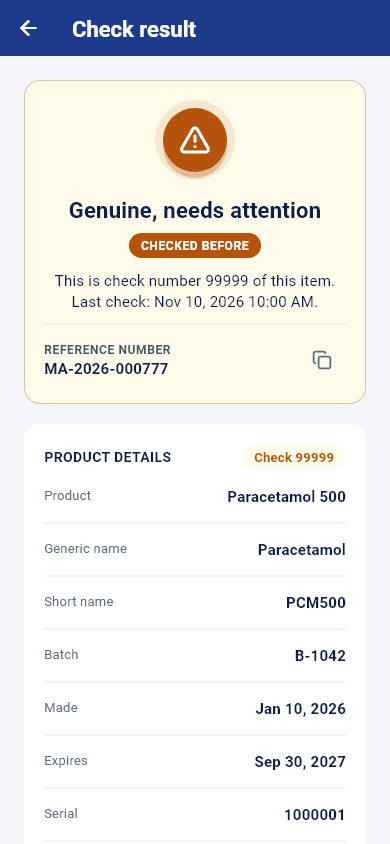 Check result
Genuine, needs attention
CHECKED BEFORE
This is check number 99999 of this item.
Last check: Nov 10, 2026 10:00 AM.
REFERENCE NUMBER
MA-2026-000777
PRODUCT DETAILS
Check 99999
Product
Paracetamol 500
Generic name
Paracetamol
Short name
PCM500
Batch
B-1042
Made
Jan 10, 2026
Expires
Sep 30, 2027
Serial
1000001